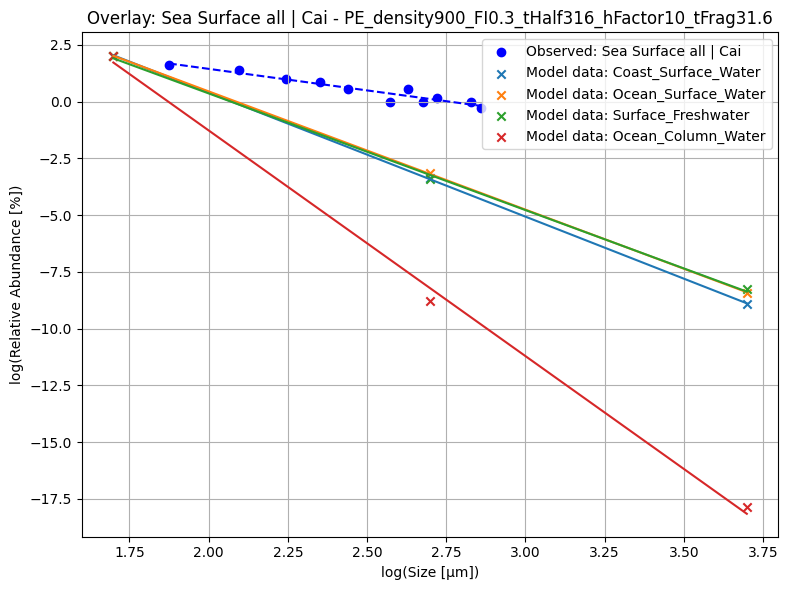 Overlay: Sea Surface all | Cai - PE_density900_FI0.3_tHalf316_hFactor10_tFrag31.6
Observed: Sea Surface all | Cai
Model data: Coast_Surface_Water
Model data: Ocean_Surface_Water
Model data: Surface_Freshwater
Model data: Ocean_Column_Water
log(Relative Abundance [%])
2.5
0.0
−2.5
−5.0
−7.5
−10.0
−12.5
−15.0
−17.5
1.75 2.00 2.25 2.50 2.75 3.00 3.25 3.50 3.75
log(Size [μm])